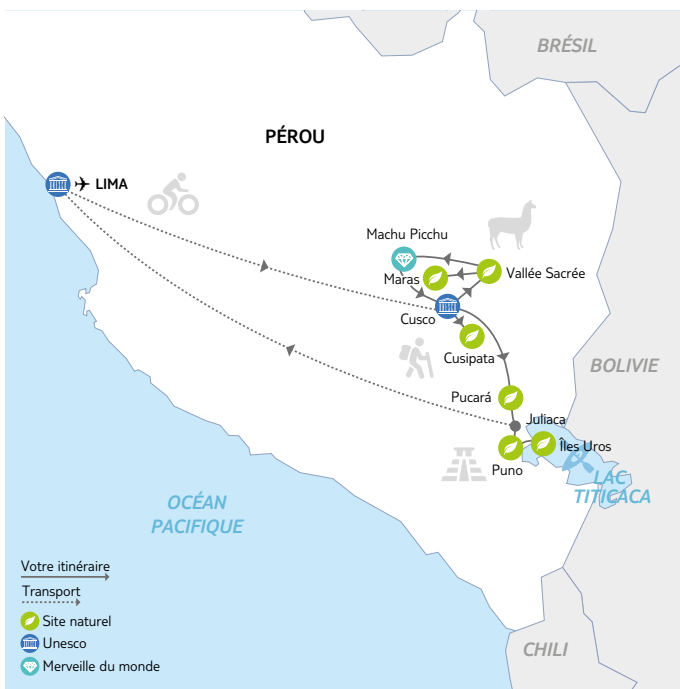 BRÉSIL
PÉROU
LIMA
Machu Picchu
Maras
Vallée Sacrée
Cusco
Cusipata
BOLIVIE
Pucará
Juliaca
Îles Uros
Puno
LAC
TITICACA
OCÉAN
PACIFIQUE
Votre itinéraire
Transport
Site naturel
Unesco
Merveille du monde
CHILI